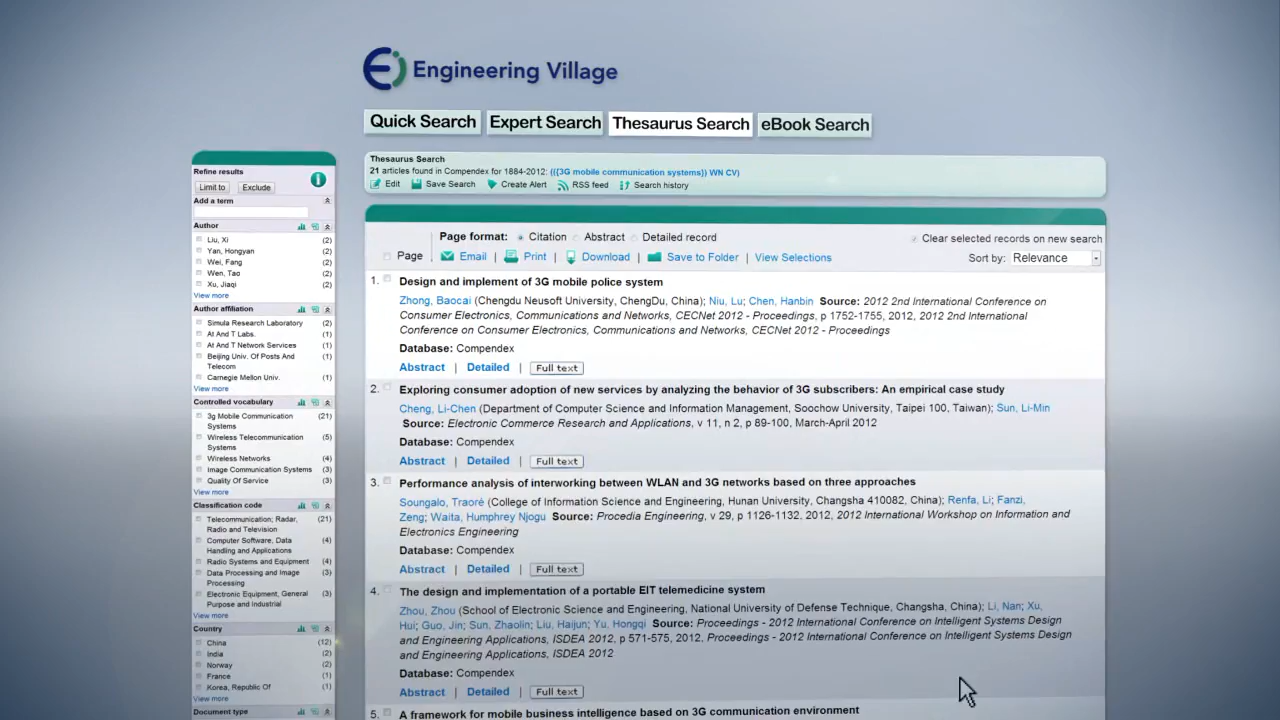 Engineering Village
Quick Search
Expert Search
Thesaurus Search
eBook Search
Refine results
Limit to
Exclude
Add a term
Author
Liu, Xi (2)
Yan, Hongyan (2)
Wei, Fang (2)
Wen, Tao (2)
Xu, Jiaqi (2)
View more
Author affiliation
Simula Research Laboratory (2)
At And T Labs. (1)
At And T Network Services (1)
Beijing Univ. Of Posts And (1)
Telecom
Carnegie Mellon Univ. (1)
View more
Controlled vocabulary
3g Mobile Communication (21)
Systems
Wireless Telecommunication (5)
Systems
Wireless Networks (4)
Image Communication Systems (3)
Quality Of Service (3)
View more
Classification code
Telecommunication; Radar, (21)
Radio and Television
Computer Software, Data (4)
Handling and Applications
Radio Systems and Equipment (4)
Data Processing and Image (3)
Processing
Electronic Equipment, General (3)
Purpose and Industrial
View more
Country
China (12)
India (2)
Norway (2)
France (1)
Korea, Republic Of (1)
View more
Document type
Thesaurus Search
21 articles found in Compendex for 1884-2012: (({3G mobile communication systems}) WN CV)
Edit Save Search Create Alert RSS feed Search history
Page format: Citation Abstract Detailed record Clear selected records on new search
Page Email | Print | Download | Save to Folder | View Selections Sort by: Relevance
1. Design and implement of 3G mobile police system
Zhong, Baocai (Chengdu Neusoft University, ChengDu, China); Niu, Lu; Chen, Hanbin Source: 2012 2nd International Conference on
Consumer Electronics, Communications and Networks, CECNet 2012 - Proceedings, p 1752-1755, 2012, 2012 2nd International
Conference on Consumer Electronics, Communications and Networks, CECNet 2012 - Proceedings
Database: Compendex
Abstract | Detailed | Full text
2. Exploring consumer adoption of new services by analyzing the behavior of 3G subscribers: An empirical case study
Cheng, Li-Chen (Department of Computer Science and Information Management, Soochow University, Taipei 100, Taiwan); Sun, Li-Min
Source: Electronic Commerce Research and Applications, v 11, n 2, p 89-100, March-April 2012
Database: Compendex
Abstract | Detailed | Full text
3. Performance analysis of interworking between WLAN and 3G networks based on three approaches
Soungalo, Traoré (College of Information Science and Engineering, Hunan University, Changsha 410082, China); Renfa, Li; Fanzi,
Zeng; Waita, Humphrey Njogu Source: Procedia Engineering, v 29, p 1126-1132, 2012, 2012 International Workshop on Information and
Electronics Engineering
Database: Compendex
Abstract | Detailed | Full text
4. The design and implementation of a portable EIT telemedicine system
Zhou, Zhou (School of Electronic Science and Engineering, National University of Defense Technique, Changsha, China); Li, Nan; Xu,
Hui; Guo, Jin; Sun, Zhaolin; Liu, Haijun; Yu, Hongqi Source: Proceedings - 2012 International Conference on Intelligent Systems Design
and Engineering Applications, ISDEA 2012, p 571-575, 2012, Proceedings - 2012 International Conference on Intelligent Systems Design
and Engineering Applications, ISDEA 2012
Database: Compendex
Abstract | Detailed | Full text
5. A framework for mobile business intelligence based on 3G communication environment